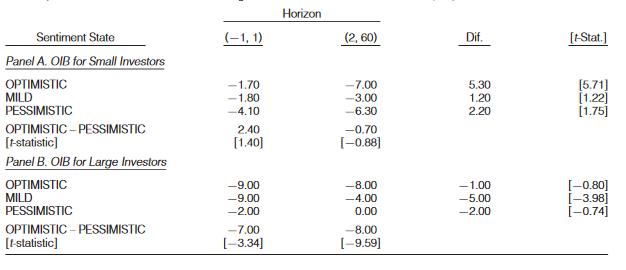 Horizon
Sentiment State (−1, 1) (2, 60) Dif. [t-Stat.]
Panel A. OIB for Small Investors
OPTIMISTIC −1.70 −7.00 5.30 [5.71]
MILD −1.80 −3.00 1.20 [1.22]
PESSIMISTIC −4.10 −6.30 2.20 [1.75]
OPTIMISTIC – PESSIMISTIC 2.40 −0.70
[t-statistic] [1.40] [−0.88]
Panel B. OIB for Large Investors
OPTIMISTIC −9.00 −8.00 −1.00 [−0.80]
MILD −9.00 −4.00 −5.00 [−3.98]
PESSIMISTIC −2.00 0.00 −2.00 [−0.74]
OPTIMISTIC – PESSIMISTIC −7.00 −8.00
[t-statistic] [−3.34] [−9.59]